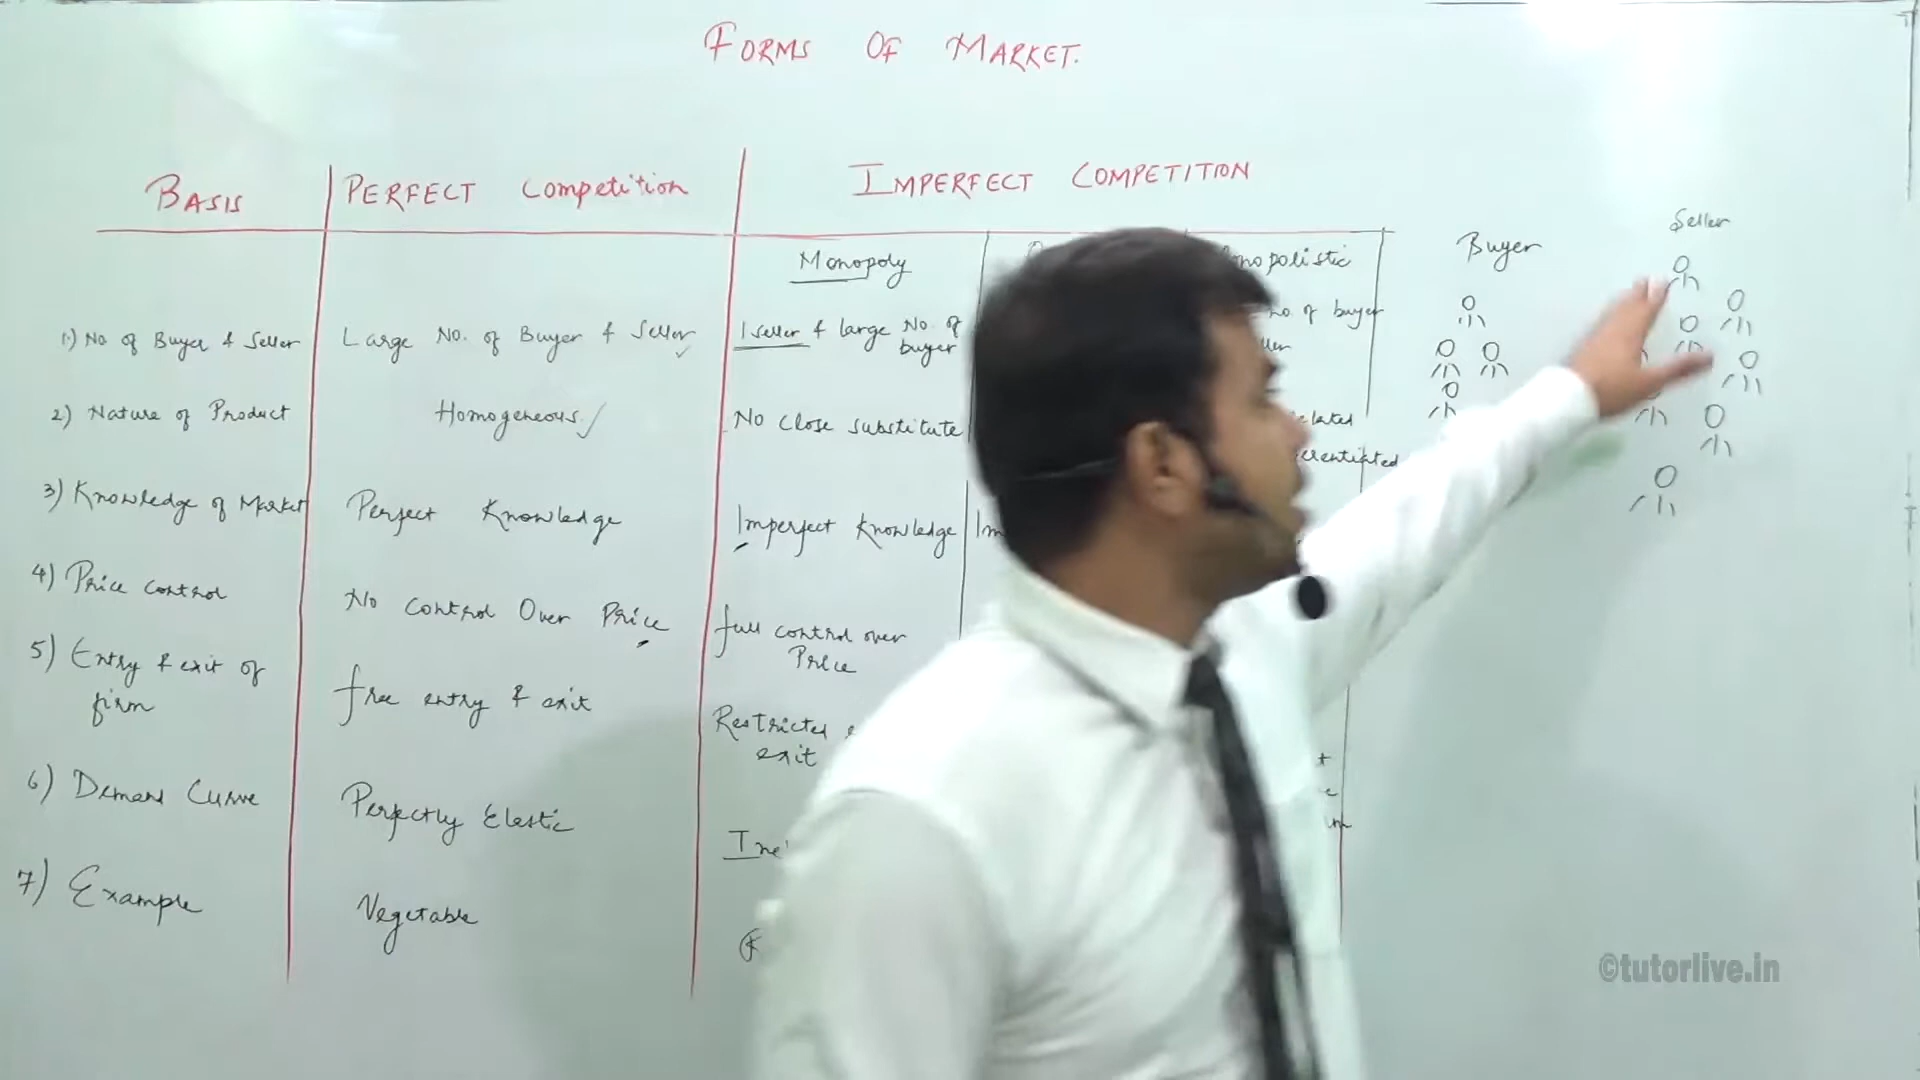 FORMS OF MARKET.
BASIS
PERFECT Competition
IMPERFECT COMPETITION
Monopoly
Buyer
Seller
1.) No of Buyer & Seller
Large No. of Buyer & Seller
1 Seller & large No. of
buyer
no. of buyer
2) Nature of Product
Homogeneous.
No Close substitute
3) Knowledge of Market
Perfect Knowledge
Imperfect Knowledge
4) Price control
No control Over Price
full control over
Price
5) Entry & exit of
firm
free entry & exit
Restricted
exit
6) Demand Curve
Perfectly Elastic
7) Example
Vegetable
©tutorlive.in